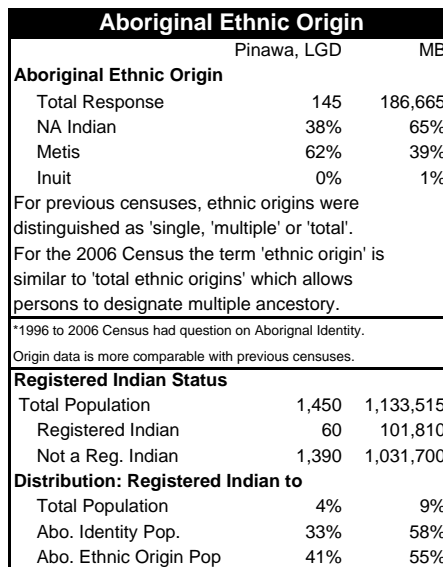 Aboriginal Ethnic Origin
Pinawa, LGD MB
Aboriginal Ethnic Origin
Total Response 145 186,665
NA Indian 38% 65%
Metis 62% 39%
Inuit 0% 1%
For previous censuses, ethnic origins were
distinguished as 'single, 'multiple' or 'total'.
For the 2006 Census the term 'ethnic origin' is
similar to 'total ethnic origins' which allows
persons to designate multiple ancestory.
*1996 to 2006 Census had question on Aborignal Identity.
Origin data is more comparable with previous censuses.
Registered Indian Status
Total Population 1,450 1,133,515
Registered Indian 60 101,810
Not a Reg. Indian 1,390 1,031,700
Distribution: Registered Indian to
Total Population 4% 9%
Abo. Identity Pop. 33% 58%
Abo. Ethnic Origin Pop 41% 55%